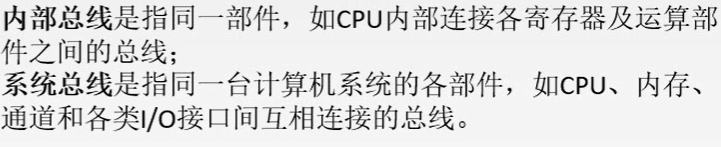 内部总线是指同一部件，如CPU内部连接各寄存器及运算部
件之间的总线；
系统总线是指同一台计算机系统的各部件，如CPU、内存、
通道和各类I/O接口间互相连接的总线。